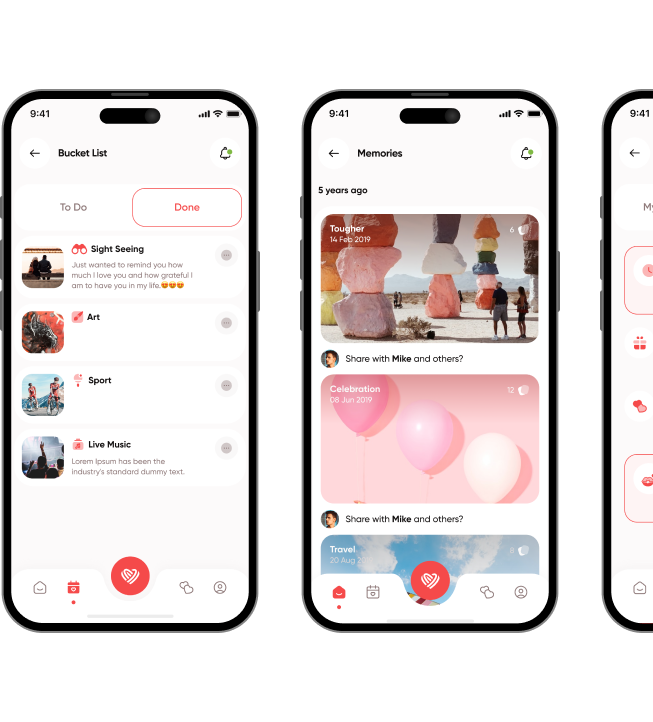 9:41
Bucket List
To Do
Done
Sight Seeing
Just wanted to remind you how
much I love you and how grateful I
am to have you in my life.😍😍😍
Art
Sport
Live Music
Lorem Ipsum has been the
industry's standard dummy text.
9:41
Memories
5 years ago
Tougher
6
14 Feb 2019
Share with Mike and others?
Celebration
12
08 Jun 2019
Share with Mike and others?
Travel
8
20 Aug
9:41
My